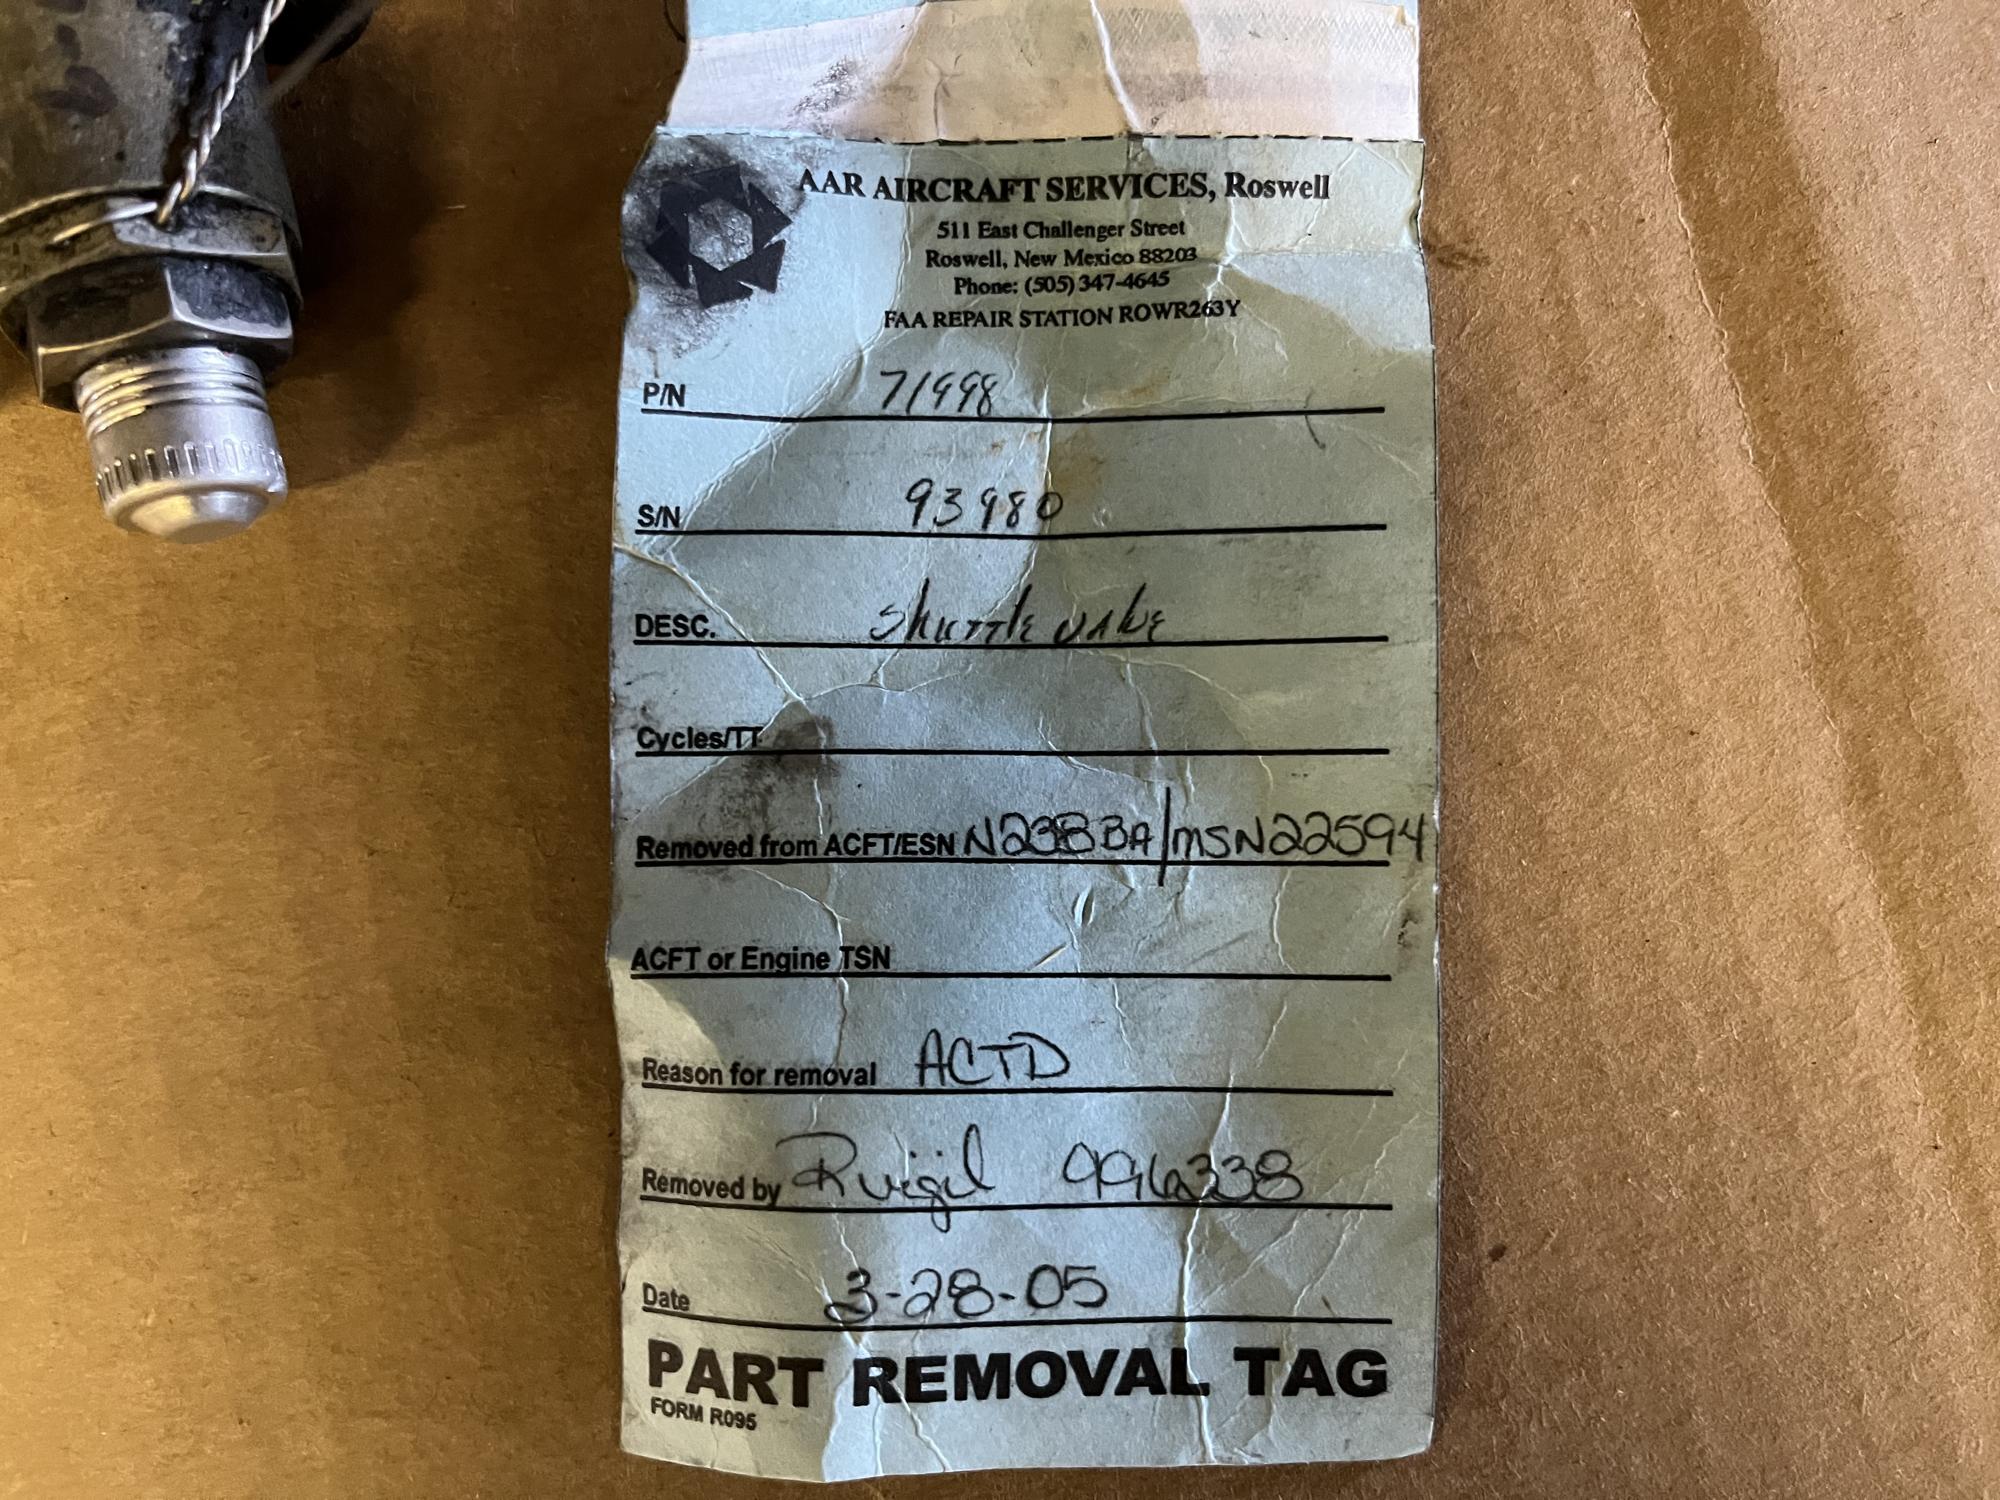 AAR AIRCRAFT SERVICES, Roswell
511 East Challenger Street
Roswell, New Mexico 88203
Phone: (505) 347-4645
FAA REPAIR STATION ROWR263Y
P/N 71998
S/N 93980
DESC. Shuttle valve
Cycles/TT
Removed from ACFT/ESN N238BA/MSN22594
ACFT or Engine TSN
Reason for removal ACTD
Removed by R Vigil 996338
Date 3-28-05
PART REMOVAL TAG
FORM R095